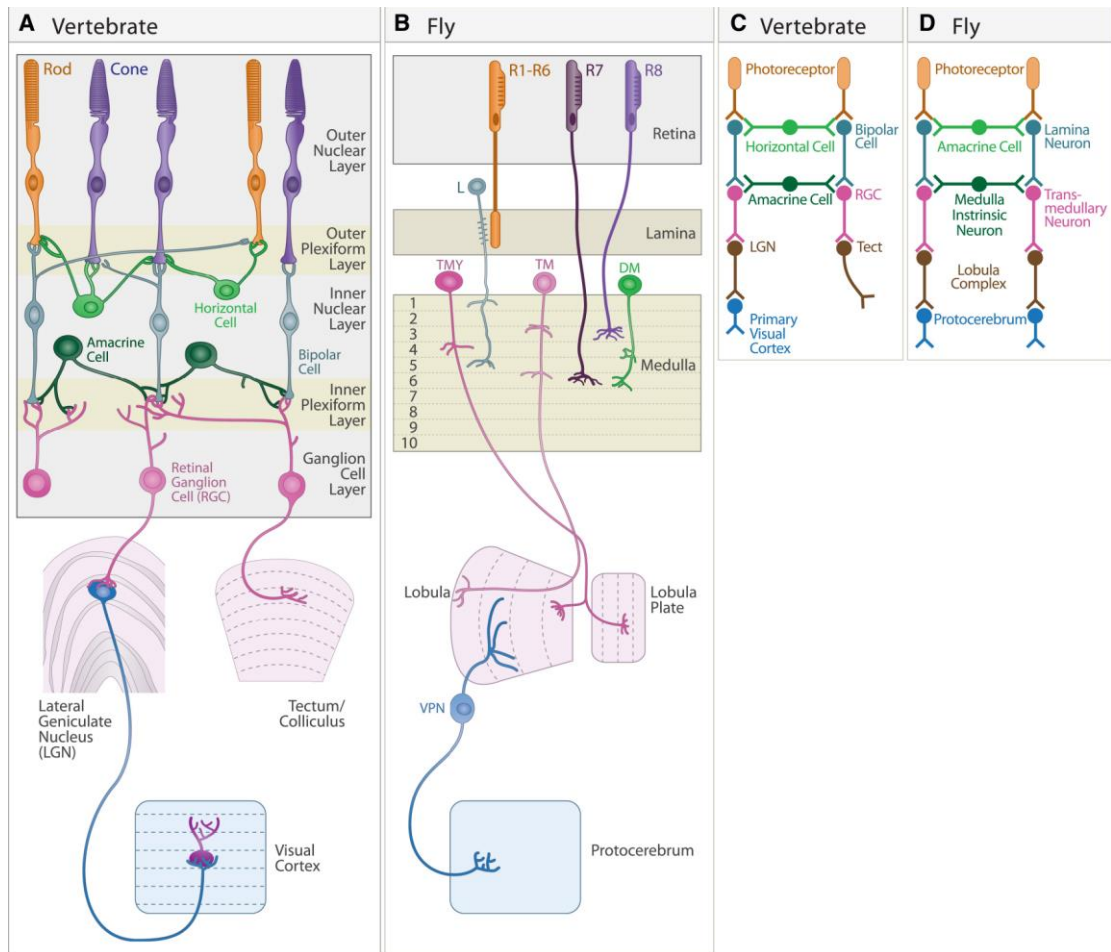 A Vertebrate
Rod
Cone
Outer
Nuclear
Layer
Outer
Plexiform
Layer
Horizontal
Cell
Inner
Nuclear
Layer
Amacrine
Cell
Bipolar
Cell
Inner
Plexiform
Layer
Retinal
Ganglion
Cell (RGC)
Ganglion
Cell
Layer
Lateral
Geniculate
Nucleus
(LGN)
Tectum/
Colliculus
Visual
Cortex
B Fly
R1-R6
R7
R8
Retina
L
Lamina
TMY
TM
DM
1
2
3
4
5
6
7
8
9
10
Medulla
Lobula
Lobula
Plate
VPN
Protocerebrum
C Vertebrate
Photoreceptor
Horizontal Cell
Bipolar
Cell
Amacrine Cell
RGC
LGN
Tect
Primary
Visual
Cortex
D Fly
Photoreceptor
Amacrine Cell
Lamina
Neuron
Medulla
Instrinsic
Neuron
Trans-
medullary
Neuron
Lobula
Complex
Protocerebrum